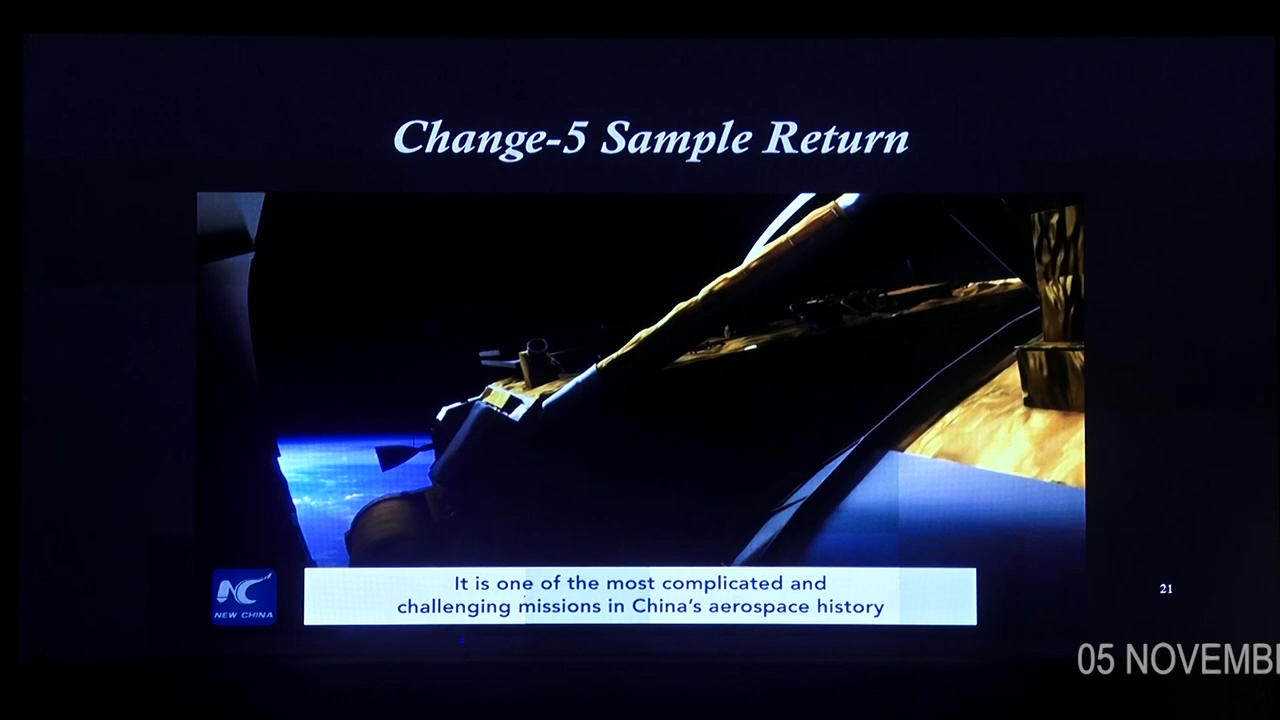 Change-5 Sample Return
NC
NEW CHINA
It is one of the most complicated and
challenging missions in China's aerospace history
21
05 NOVEMB